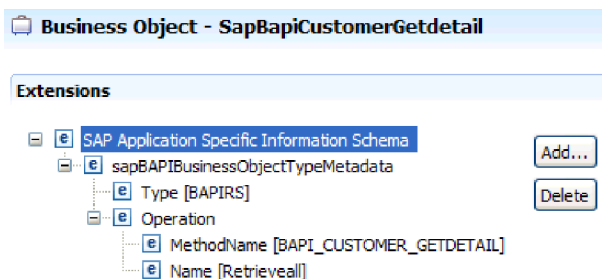 Business Object - SapBapiCustomerGetdetail
Extensions
e SAP Application Specific Information Schema
Add...
e sapBAPIBusinessObjectTypeMetadata
e Type [BAPIRS]
Delete
e Operation
e MethodName [BAPI_CUSTOMER_GETDETAIL]
e Name [Retrieveall]